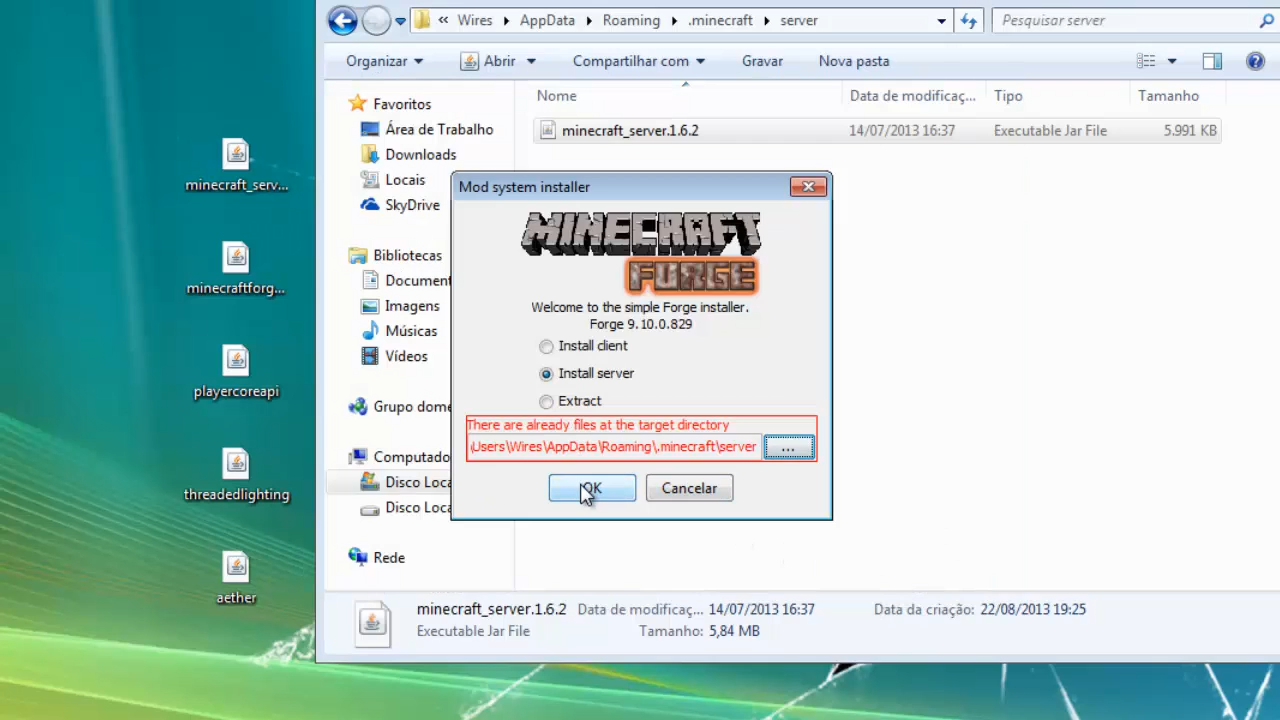 « Wires ▸ AppData ▸ Roaming ▸ .minecraft ▸ server
Pesquisar server
Organizar
Abrir
Compartilhar com
Gravar
Nova pasta
Nome
Data de modificaç...
Tipo
Tamanho
minecraft_server.1.6.2
14/07/2013 16:37
Executable Jar File
5.991 KB
Favoritos
Área de Trabalho
Downloads
Locais
SkyDrive
Bibliotecas
Document
Imagens
Músicas
Vídeos
Grupo dome
Computado
Disco Loca
Disco Loca
Rede
minecraft_serv...
minecraftforg...
playercoreapi
threadedlighting
aether
Mod system installer
MINECRAFT
FORGE
Welcome to the simple Forge installer.
Forge 9.10.0.829
Install client
Install server
Extract
There are already files at the target directory
\Users\Wires\AppData\Roaming\.minecraft\server
...
OK
Cancelar
minecraft_server.1.6.2
Data de modificaç... 14/07/2013 16:37
Data da criação: 22/08/2013 19:25
Executable Jar File
Tamanho: 5,84 MB